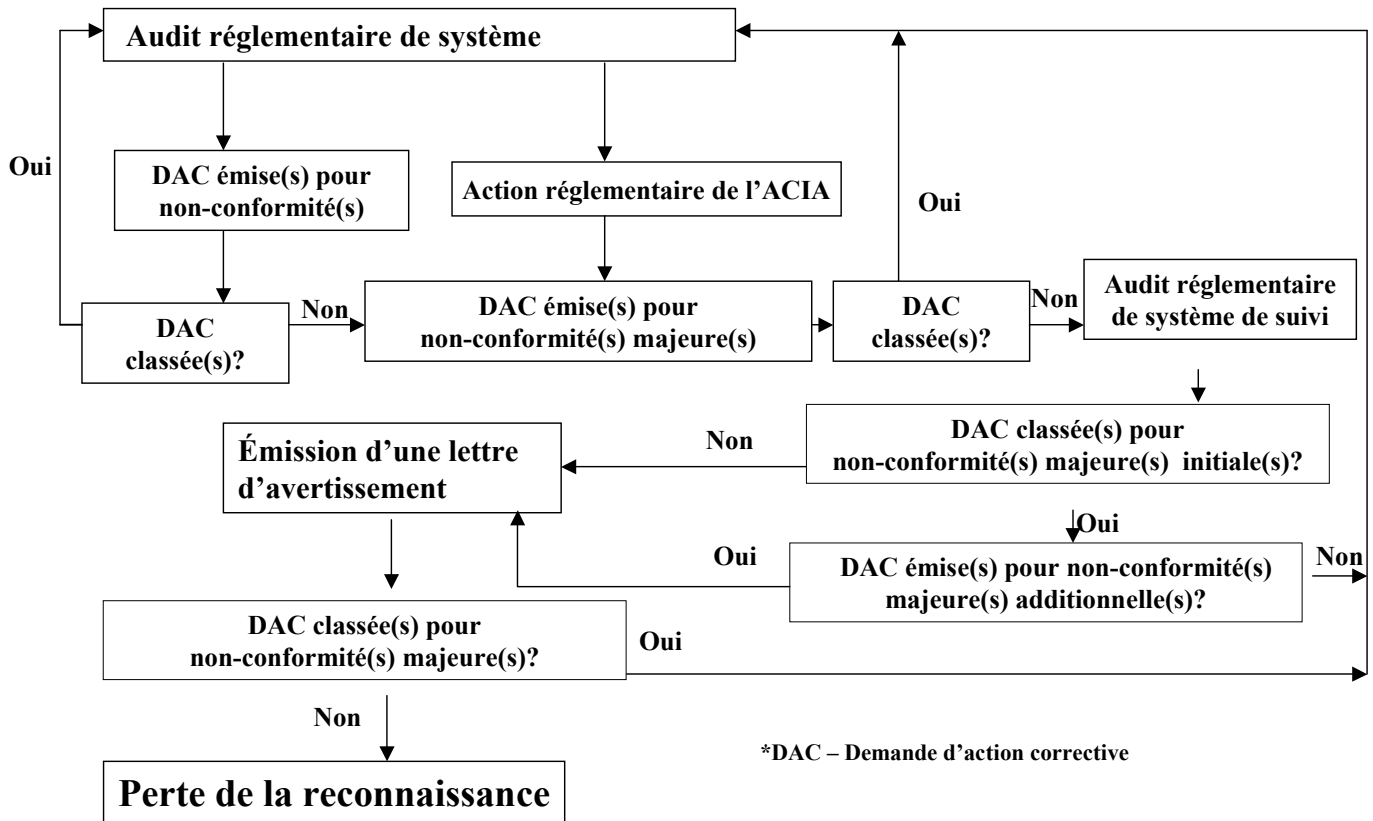 Audit réglementaire de système
Oui
DAC émise(s) pour
non-conformité(s)
Action réglementaire de l’ACIA
Oui
DAC
classée(s)?
Non
DAC émise(s) pour
non-conformité(s) majeure(s)
DAC
classée(s)?
Non
Audit réglementaire
de système de suivi
DAC classée(s) pour
non-conformité(s) majeure(s) initiale(s)?
Non
Émission d’une lettre
d’avertissement
Oui
DAC émise(s) pour non-conformité(s)
majeure(s) additionnelle(s)?
Oui
Non
DAC classée(s) pour
non-conformité(s) majeure(s)?
Oui
Non
*DAC – Demande d’action corrective
Perte de la reconnaissance